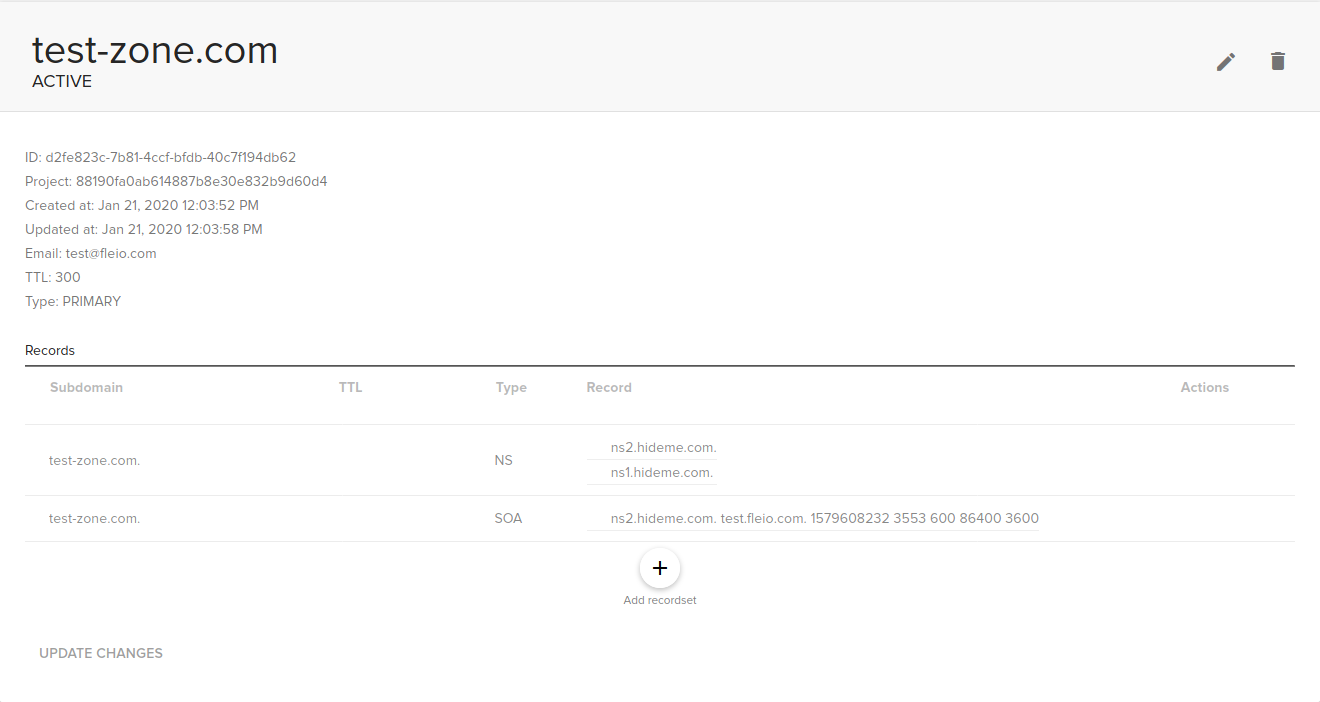 test-zone.com
ACTIVE
ID: d2fe823c-7b81-4ccf-bfdb-40c7f194db62
Project: 88190fa0ab614887b8e30e832b9d60d4
Created at: Jan 21, 2020 12:03:52 PM
Updated at: Jan 21, 2020 12:03:58 PM
Email: test@fleio.com
TTL: 300
Type: PRIMARY
Records
Subdomain TTL Type Record Actions
test-zone.com. NS ns2.hideme.com.
ns1.hideme.com.
test-zone.com. SOA ns2.hideme.com. test.fleio.com. 1579608232 3553 600 86400 3600
Add recordset
UPDATE CHANGES